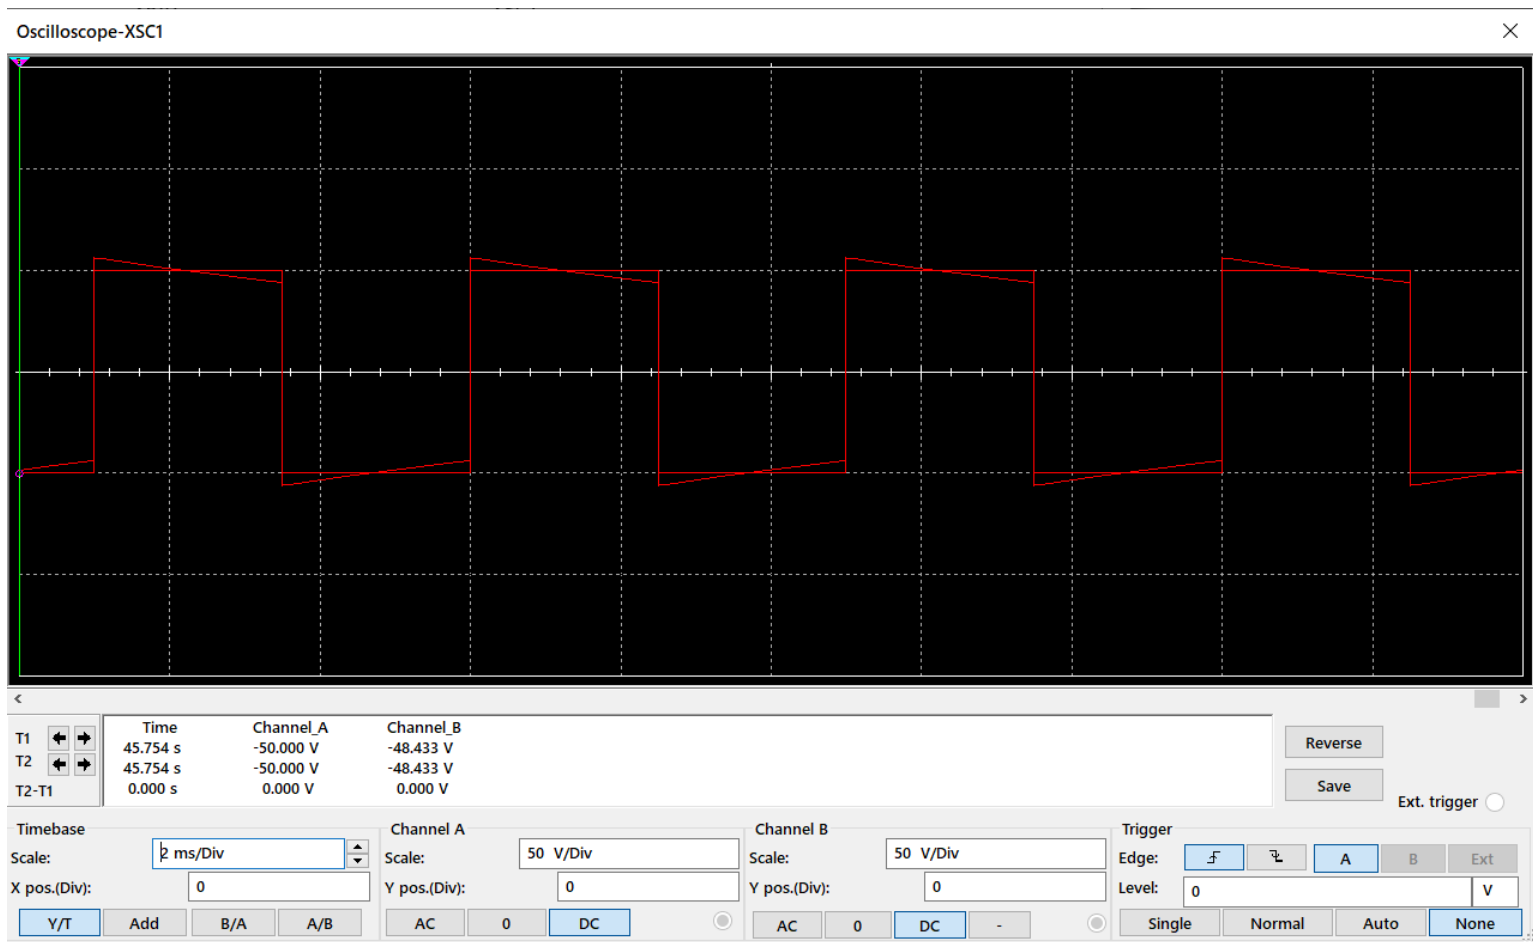 Oscilloscope-XSC1
Time Channel_A Channel_B
T1 45.754 s -50.000 V -48.433 V
T2 45.754 s -50.000 V -48.433 V
T2-T1 0.000 s 0.000 V 0.000 V
Reverse
Save
Ext. trigger
Timebase
Scale: 2 ms/Div
X pos.(Div): 0
Y/T Add B/A A/B
Channel A
Scale: 50 V/Div
Y pos.(Div): 0
AC 0 DC
Channel B
Scale: 50 V/Div
Y pos.(Div): 0
AC 0 DC -
Trigger
Edge: A B Ext
Level: 0 V
Single Normal Auto None